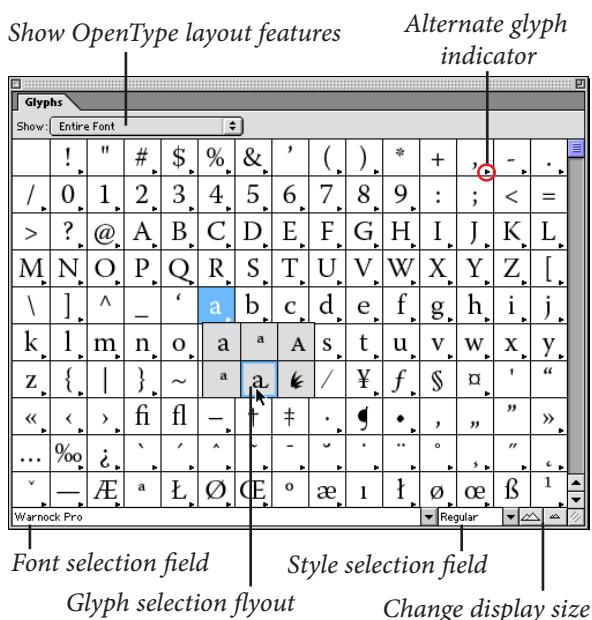 Show OpenType layout features
Alternate glyph
indicator
Glyphs
Show: Entire Font
! " # $ % & ’ ( ) * + , - .
/ 0 1 2 3 4 5 6 7 8 9 : ; < =
> ? @ A B C D E F G H I J K L
M N O P Q R S T U V W X Y Z [
\ ] ^ _ ‘ a b c d e f g h i j
k l m n o a ª A s t u v w x y
z { | } ~ a a / ¥ ƒ § ¤ ' “
« ‹ › fi fl – † ‡ · ¶ • ‚ „ ” »
… ‰ ¿ ` ´ ˆ ˜ ¯ ˘ ˙ ¨ ° ¸ ˝ ˛
ˇ — Æ ª Ł Ø Œ º æ ı ł ø œ ß 1
Warnock Pro Regular
Font selection field
Style selection field
Glyph selection flyout
Change display size